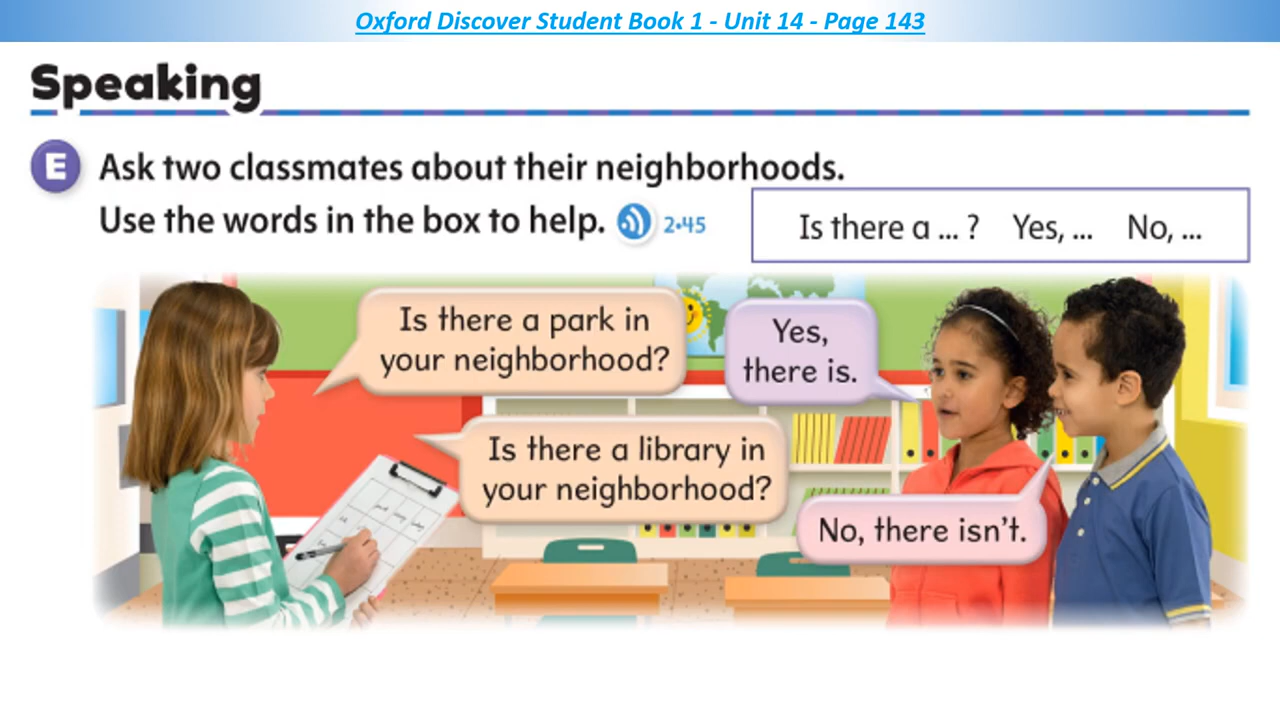 Oxford Discover Student Book 1 - Unit 14 - Page 143
Speaking
E Ask two classmates about their neighborhoods.
Use the words in the box to help. 2•45
Is there a ... ? Yes, ... No, ...
Is there a park in
your neighborhood?
Yes,
there is.
Is there a library in
your neighborhood?
No, there isn't.